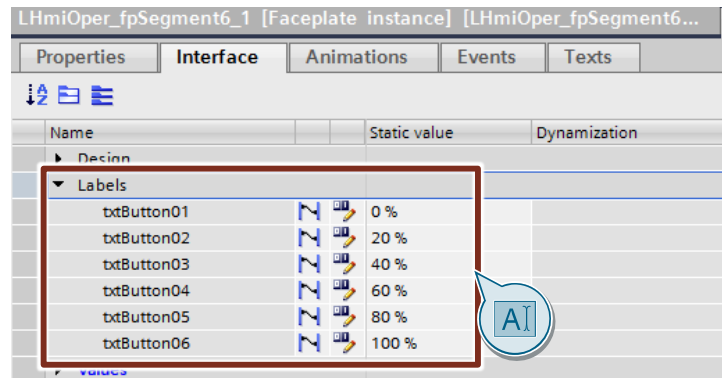 LHmiOper_fpSegment6_1 [Faceplate instance] [LHmiOper_fpSegment6...
Properties Interface Animations Events Texts
Name Static value Dynamization
Design
Labels
txtButton01 0 %
txtButton02 20 %
txtButton03 40 %
txtButton04 60 %
txtButton05 80 %
txtButton06 100 %
Values
A